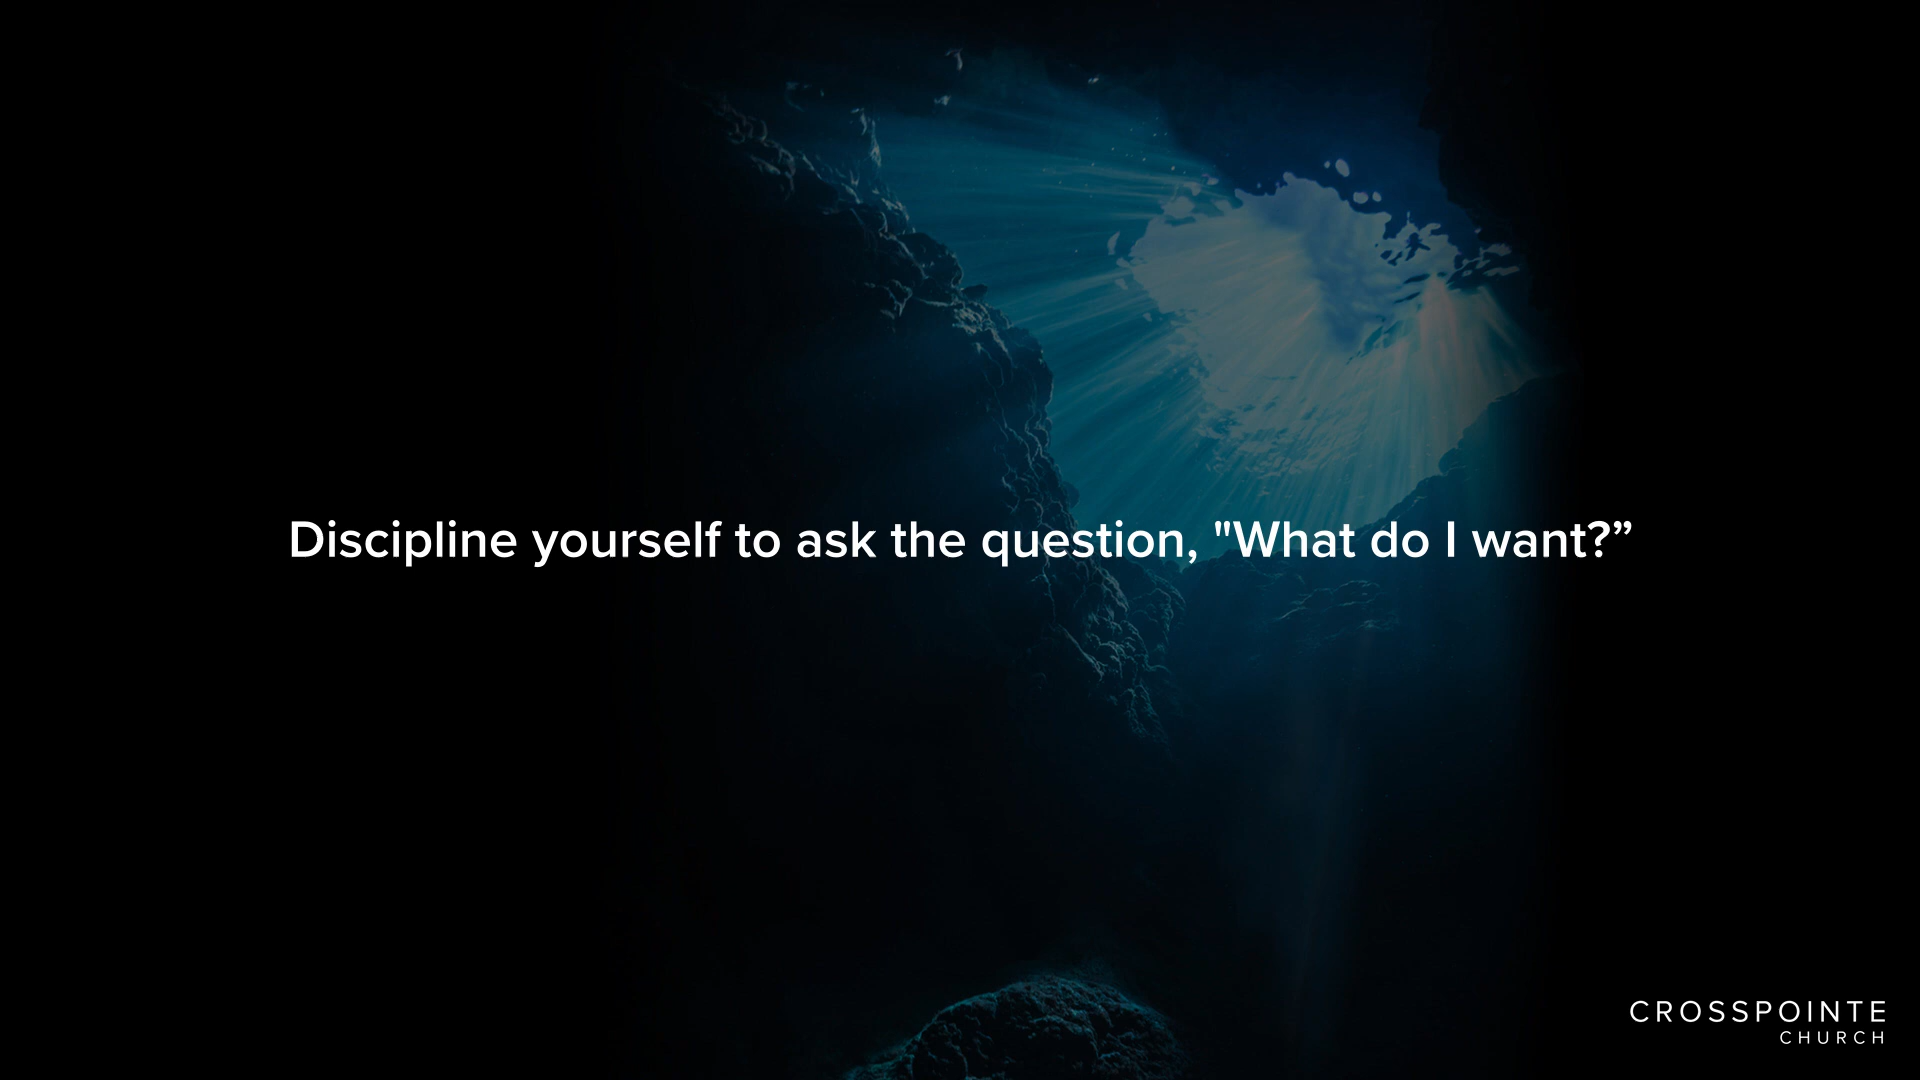 Discipline yourself to ask the question, "What do I want?”
CROSSPOINTE
CHURCH